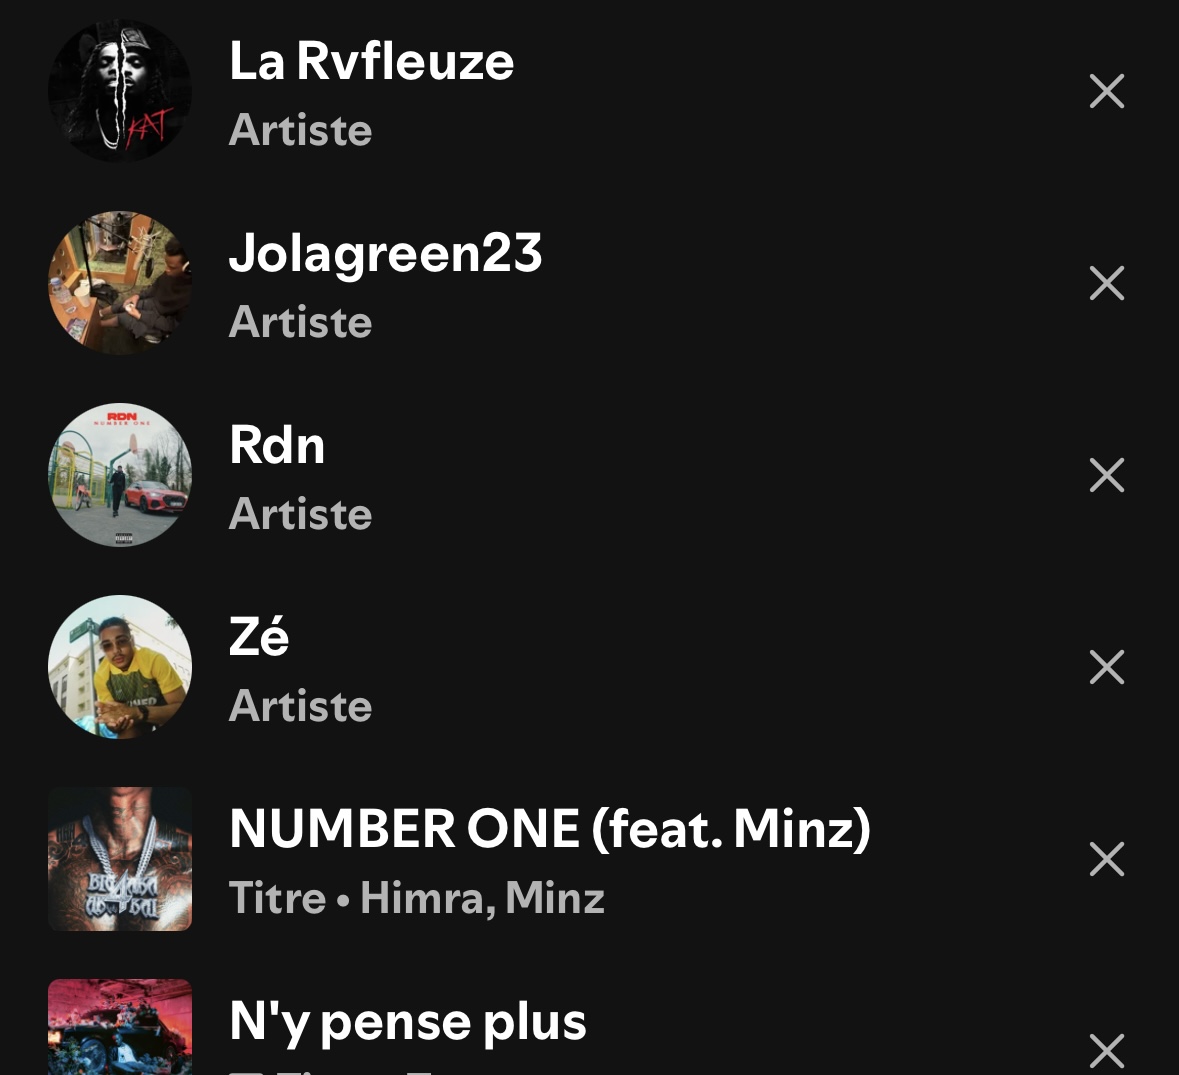 La Rvfleuze
Artiste
KAT
Jolagreen23
Artiste
RDN
NUMBER ONE
Rdn
Artiste
Zé
Artiste
NUMBER ONE (feat. Minz)
Titre • Himra, Minz
N'y pense plus